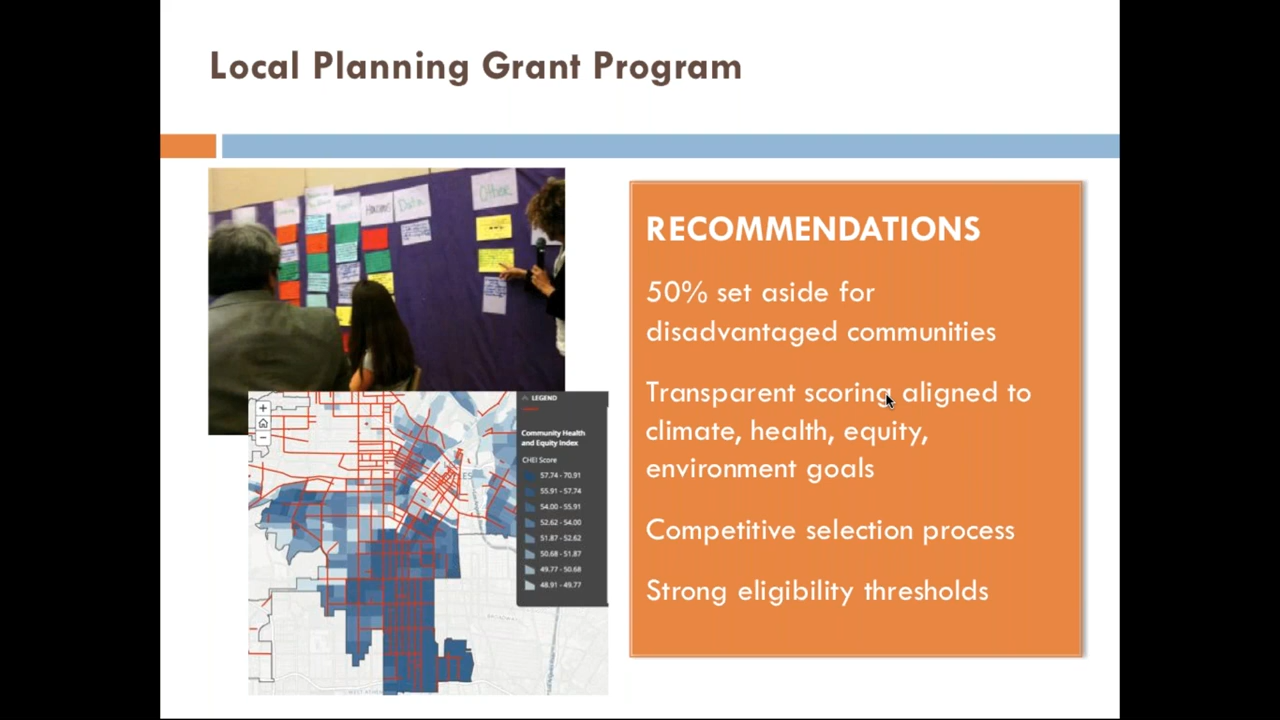 Local Planning Grant Program
Other
Data
Housing
RECOMMENDATIONS
50% set aside for
disadvantaged communities
Transparent scoring aligned to
climate, health, equity,
environment goals
Competitive selection process
Strong eligibility thresholds
+
−
LEGEND
Community Health
and Equity Index
CHEI Score
57.74 - 70.91
55.91 - 57.74
54.00 - 55.91
52.62 - 54.00
51.87 - 52.62
50.68 - 51.87
49.77 - 50.68
48.91 - 49.77